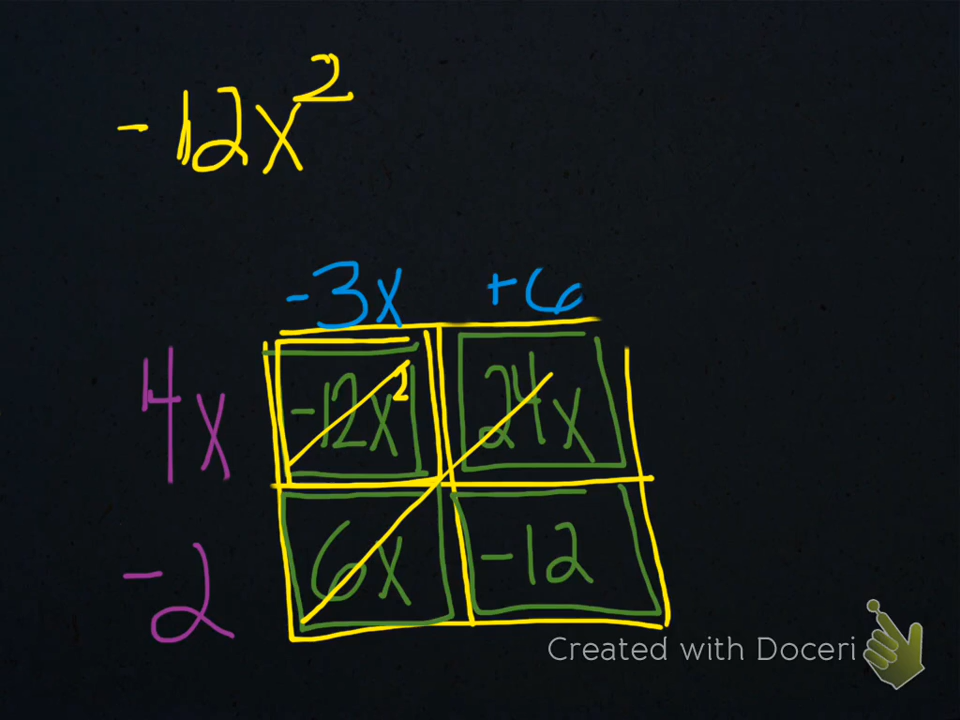 -12x²
-3x +6
4x -12x² 24x
-2 6x -12
Created with Doceri